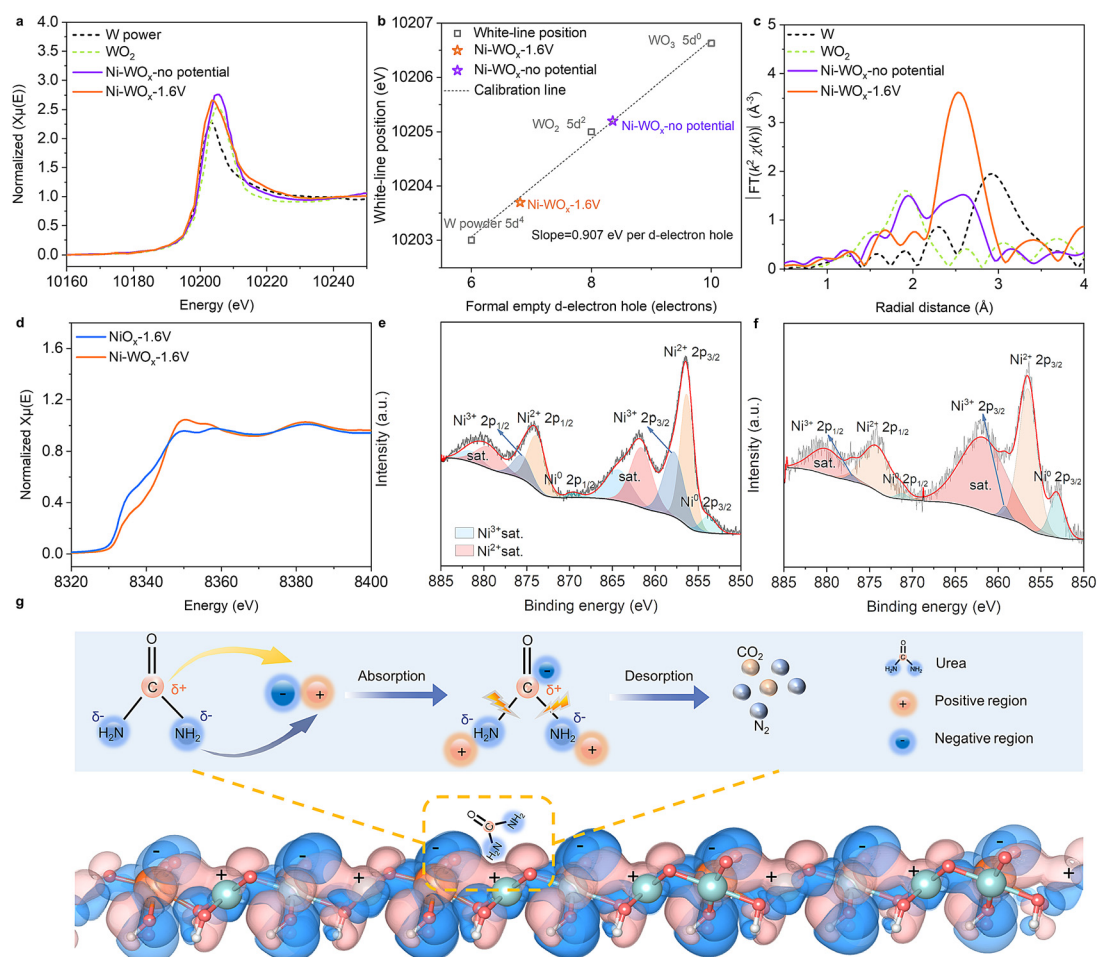 a
Normalized (Xμ(E))
4.0
3.0
2.0
1.0
0.0
W power
WO₂
Ni-WOₓ-no potential
Ni-WOₓ-1.6V
10160 10180 10200 10220 10240
Energy (eV)
b
White-line position (eV)
10207
10206
10205
10204
10203
White-line position
Ni-WOₓ-1.6V
Ni-WOₓ-no potential
Calibration line
WO₃ 5d⁰
WO₂ 5d²
Ni-WOₓ-no potential
Ni-WOₓ-1.6V
W powder 5d⁴
Slope=0.907 eV per d-electron hole
6 8 10
Formal empty d-electron hole (electrons)
c
|FT(k² χ(k))| (Å⁻³)
5
4
3
2
1
0
W
WO₂
Ni-WOₓ-no potential
Ni-WOₓ-1.6V
1 2 3 4
Radial distance (Å)
d
Normalized Xμ(E)
1.6
1.2
0.8
0.4
0.0
NiOₓ-1.6V
Ni-WOₓ-1.6V
8320 8340 8360 8380 8400
Energy (eV)
e
Intensity (a.u.)
Ni²⁺ 2p₃/₂
Ni³⁺ 2p₁/₂
Ni²⁺ 2p₁/₂
Ni³⁺ 2p₃/₂
sat.
Ni⁰ 2p₁/₂
sat.
Ni⁰ 2p₃/₂
Ni³⁺sat.
Ni²⁺sat.
885 880 875 870 865 860 855 850
Binding energy (eV)
f
Intensity (a.u.)
Ni²⁺ 2p₃/₂
Ni³⁺ 2p₃/₂
Ni³⁺ 2p₁/₂
Ni²⁺ 2p₁/₂
sat.
Ni⁰ 2p₁/₂
sat.
Ni⁰ 2p₃/₂
885 880 875 870 865 860 855 850
Binding energy (eV)
g
O
C
δ+
δ-
δ-
H₂N
NH₂
-
+
Absorption
O
-
C
δ+
δ-
δ-
H₂N
NH₂
+
+
Desorption
CO₂
N₂
O
C
H₂N NH₂
Urea
+
Positive region
-
Negative region
O
C
NH₂
H₂N
- - - - - - -
+ + + + + + +